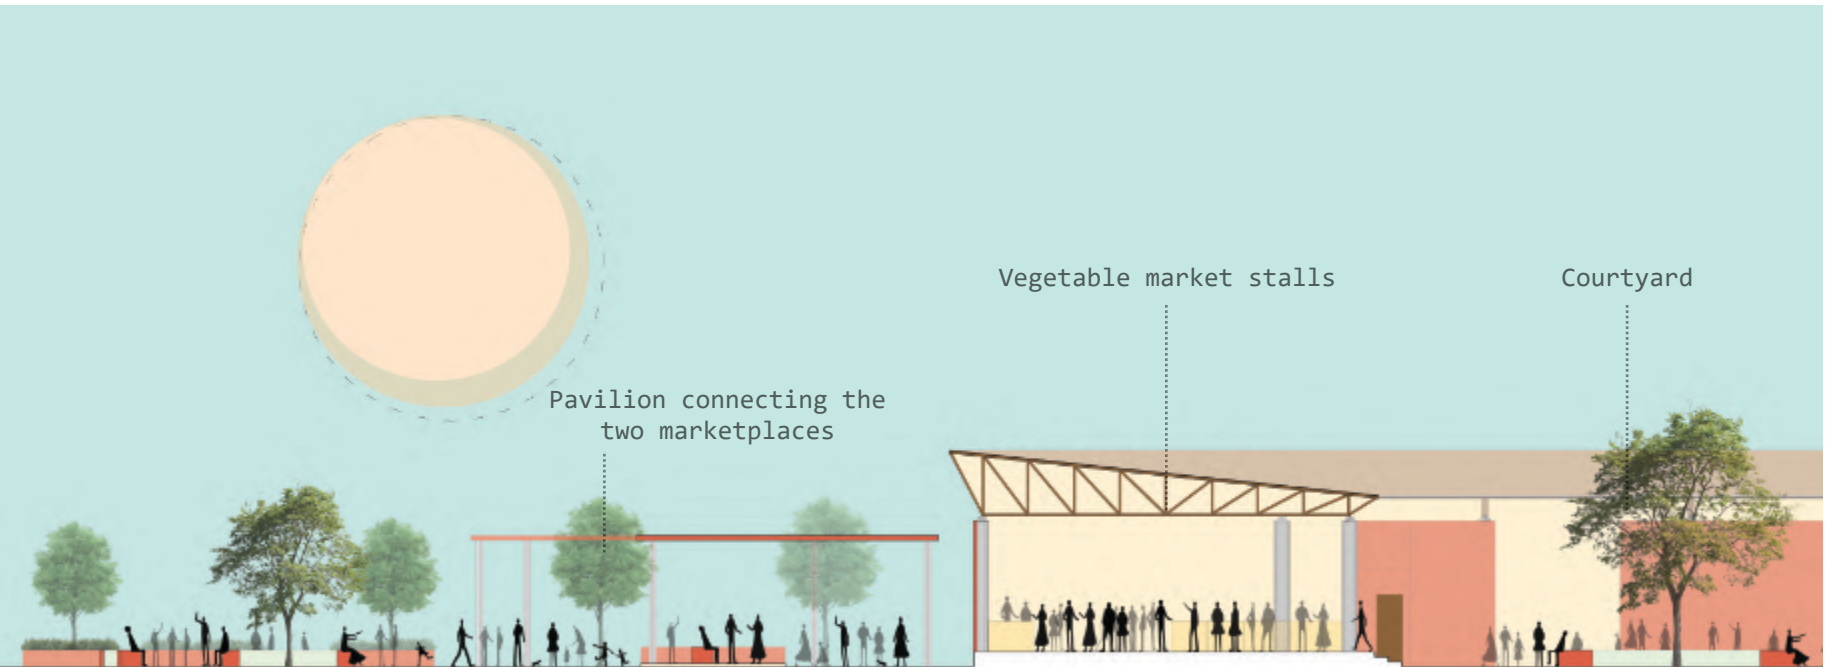 Vegetable market stalls
Courtyard
Pavilion connecting the
two marketplaces